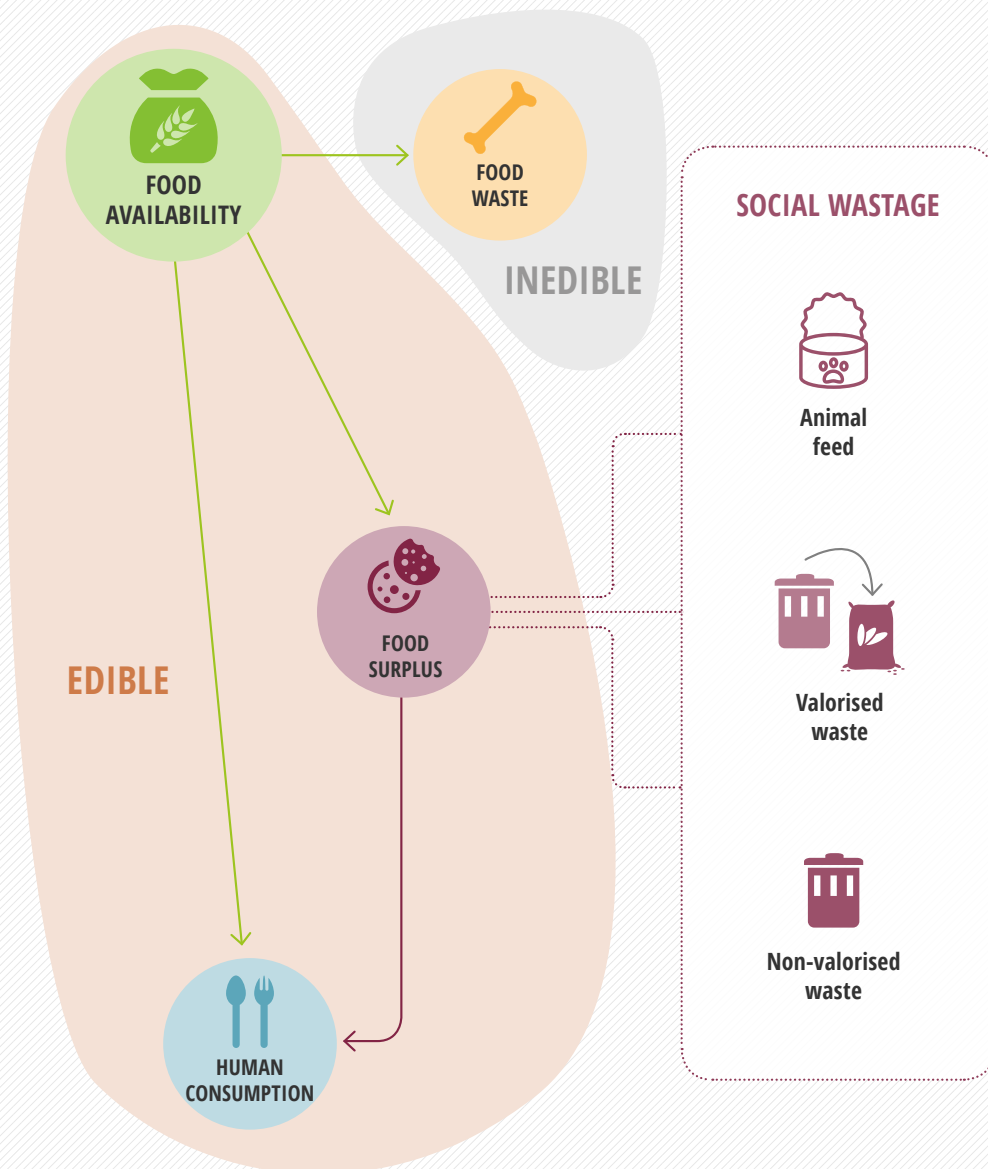 FOOD
AVAILABILITY
FOOD
WASTE
INEDIBLE
SOCIAL WASTAGE
Animal
feed
FOOD
SURPLUS
EDIBLE
Valorised
waste
Non-valorised
waste
HUMAN
CONSUMPTION